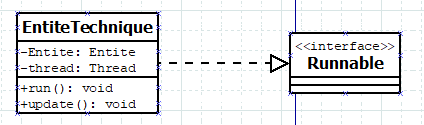 EntiteTechnique
-Entite: Entite
-thread: Thread
+run(): void
+update(): void
<<interface>>
Runnable